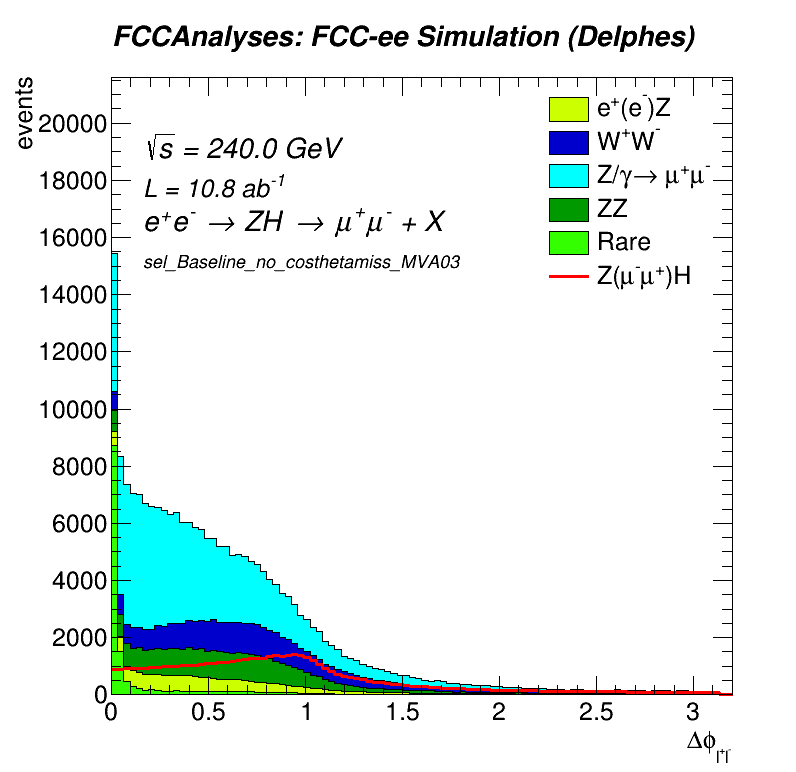 FCCAnalyses: FCC-ee Simulation (Delphes)
events
20000
18000
16000
14000
12000
10000
8000
6000
4000
2000
0
√s = 240.0 GeV
L = 10.8 ab⁻¹
e⁺e⁻ → ZH → μ⁺μ⁻ + X
sel_Baseline_no_costhetamiss_MVA03
e⁺(e⁻)Z
W⁺W⁻
Z/γ→ μ⁺μ⁻
ZZ
Rare
Z(μ⁻μ⁺)H
0 0.5 1 1.5 2 2.5 3
Δϕ_l⁺l⁻